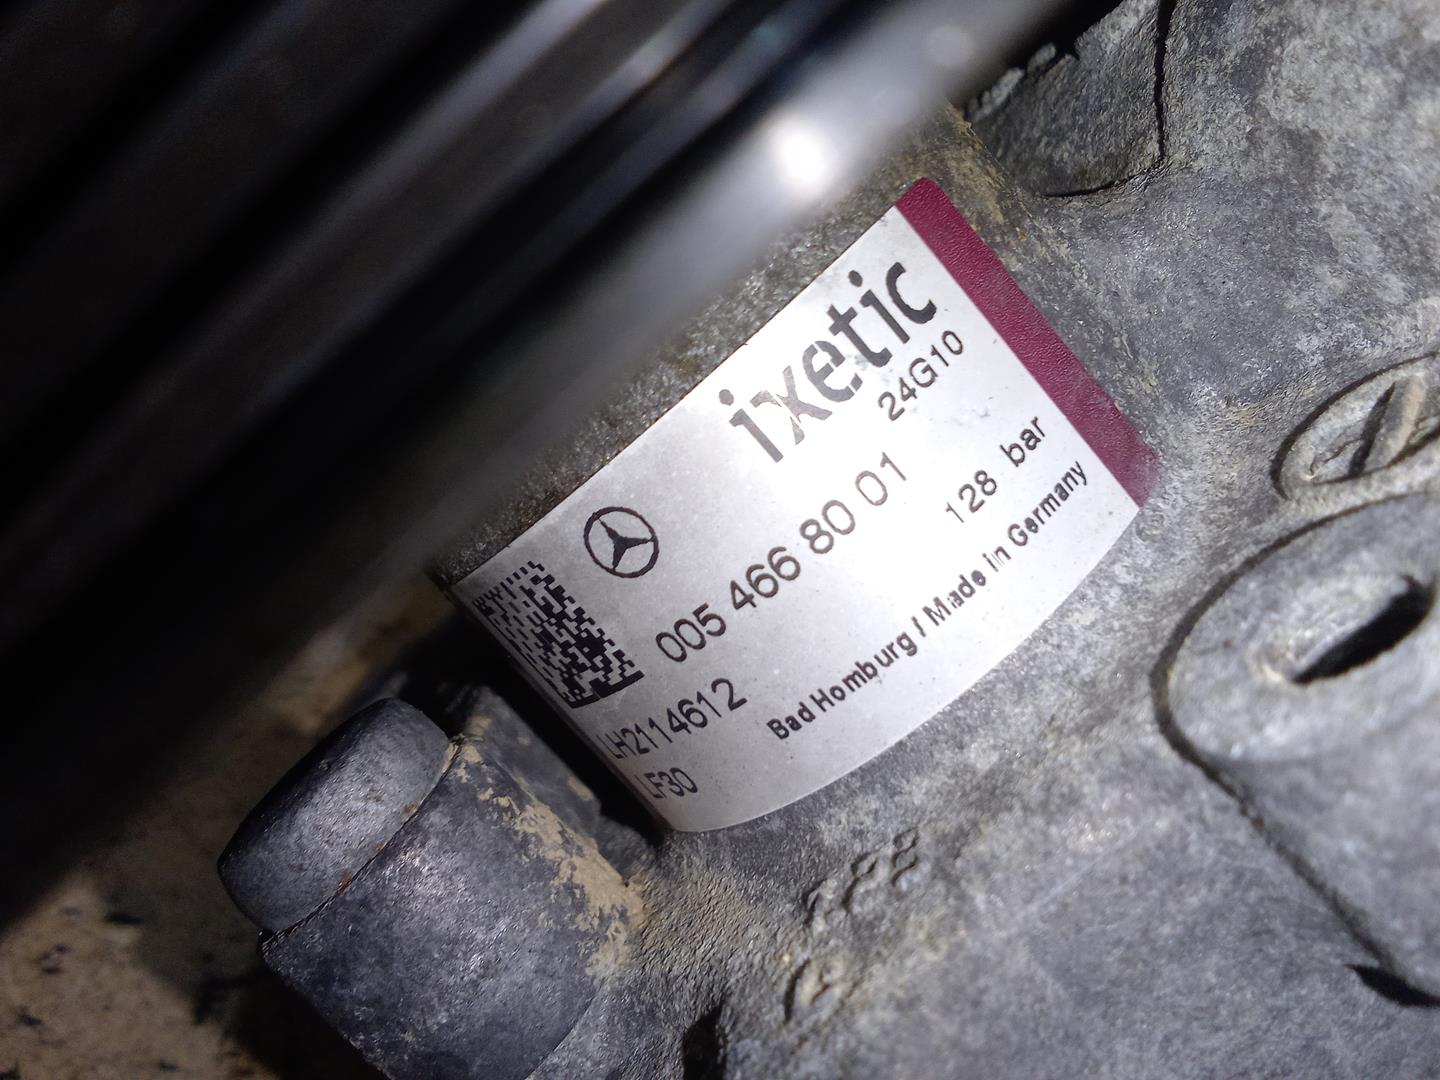 ixetic
24G10
005 466 80 01
128 bar
LH2114612
Bad Homburg / Made in Germany
LF30